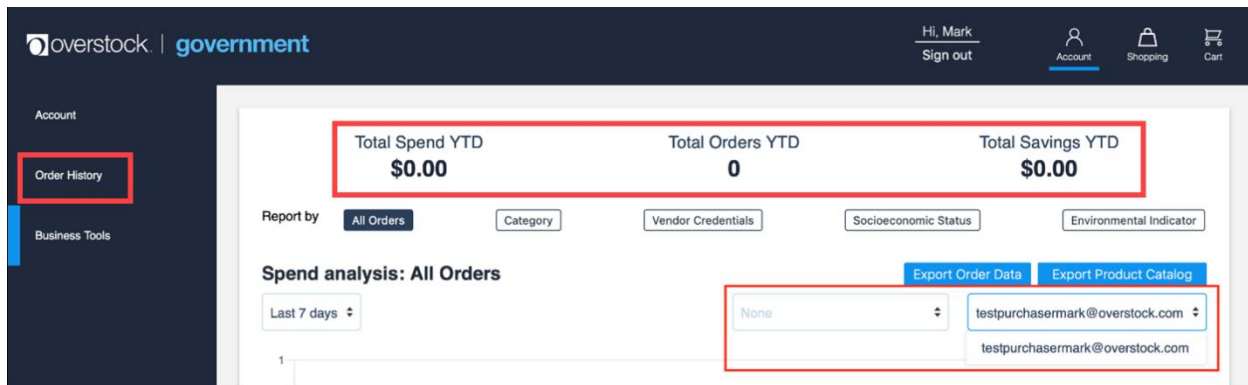 overstock. | government
Hi, Mark
Sign out
Account
Shopping
Cart
Account
Order History
Business Tools
Total Spend YTD
$0.00
Total Orders YTD
0
Total Savings YTD
$0.00
Report by
All Orders
Category
Vendor Credentials
Socioeconomic Status
Environmental Indicator
Spend analysis: All Orders
Export Order Data
Export Product Catalog
Last 7 days
None
testpurchasermark@overstock.com
testpurchasermark@overstock.com
1